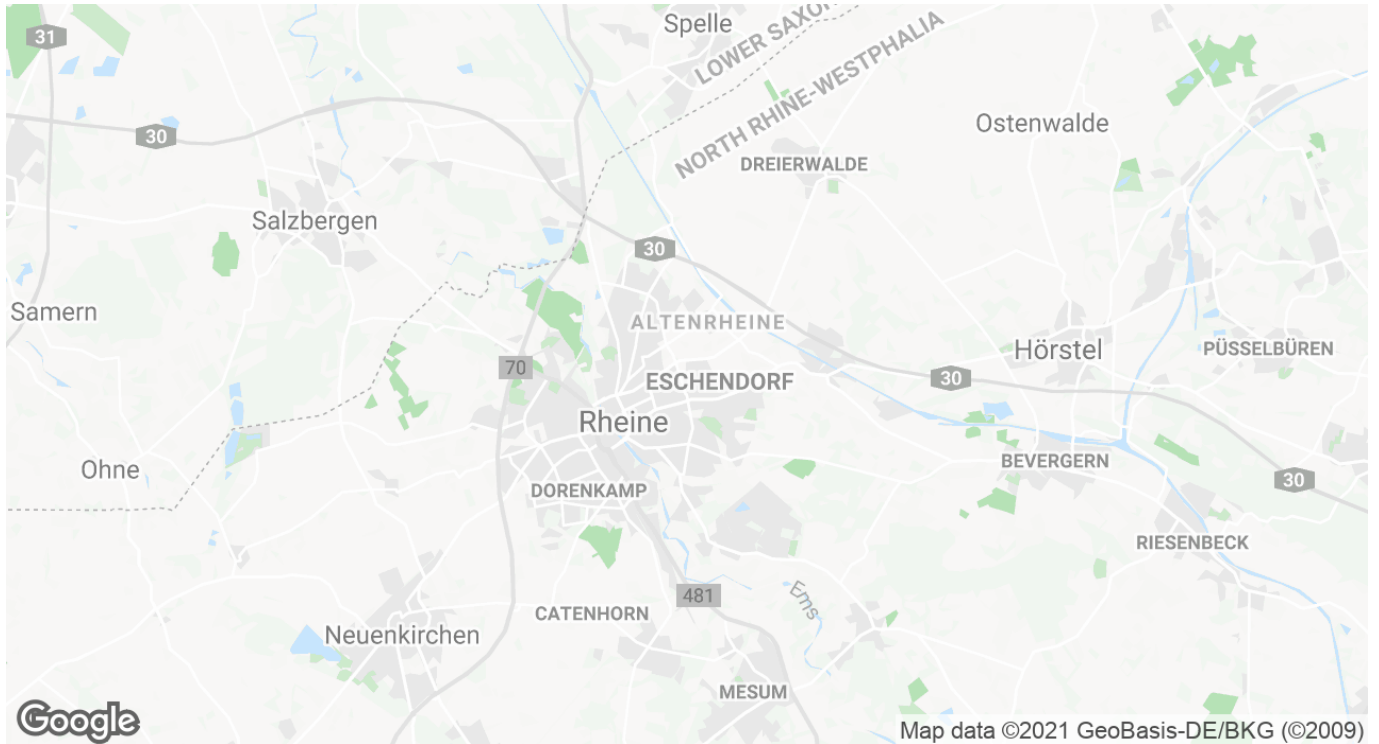 Spelle
31
LOWER SAXON
30
NORTH RHINE-WESTPHALIA
Ostenwalde
DREIERWALDE
Salzbergen
30
Samern
ALTENRHEINE
Hörstel
PÜSSELBÜREN
70
ESCHENDORF
30
Rheine
Ohne
BEVERGERN
30
DORENKAMP
RIESENBECK
481
Ems
CATENHORN
Neuenkirchen
MESUM
Google
Map data ©2021 GeoBasis-DE/BKG (©2009)